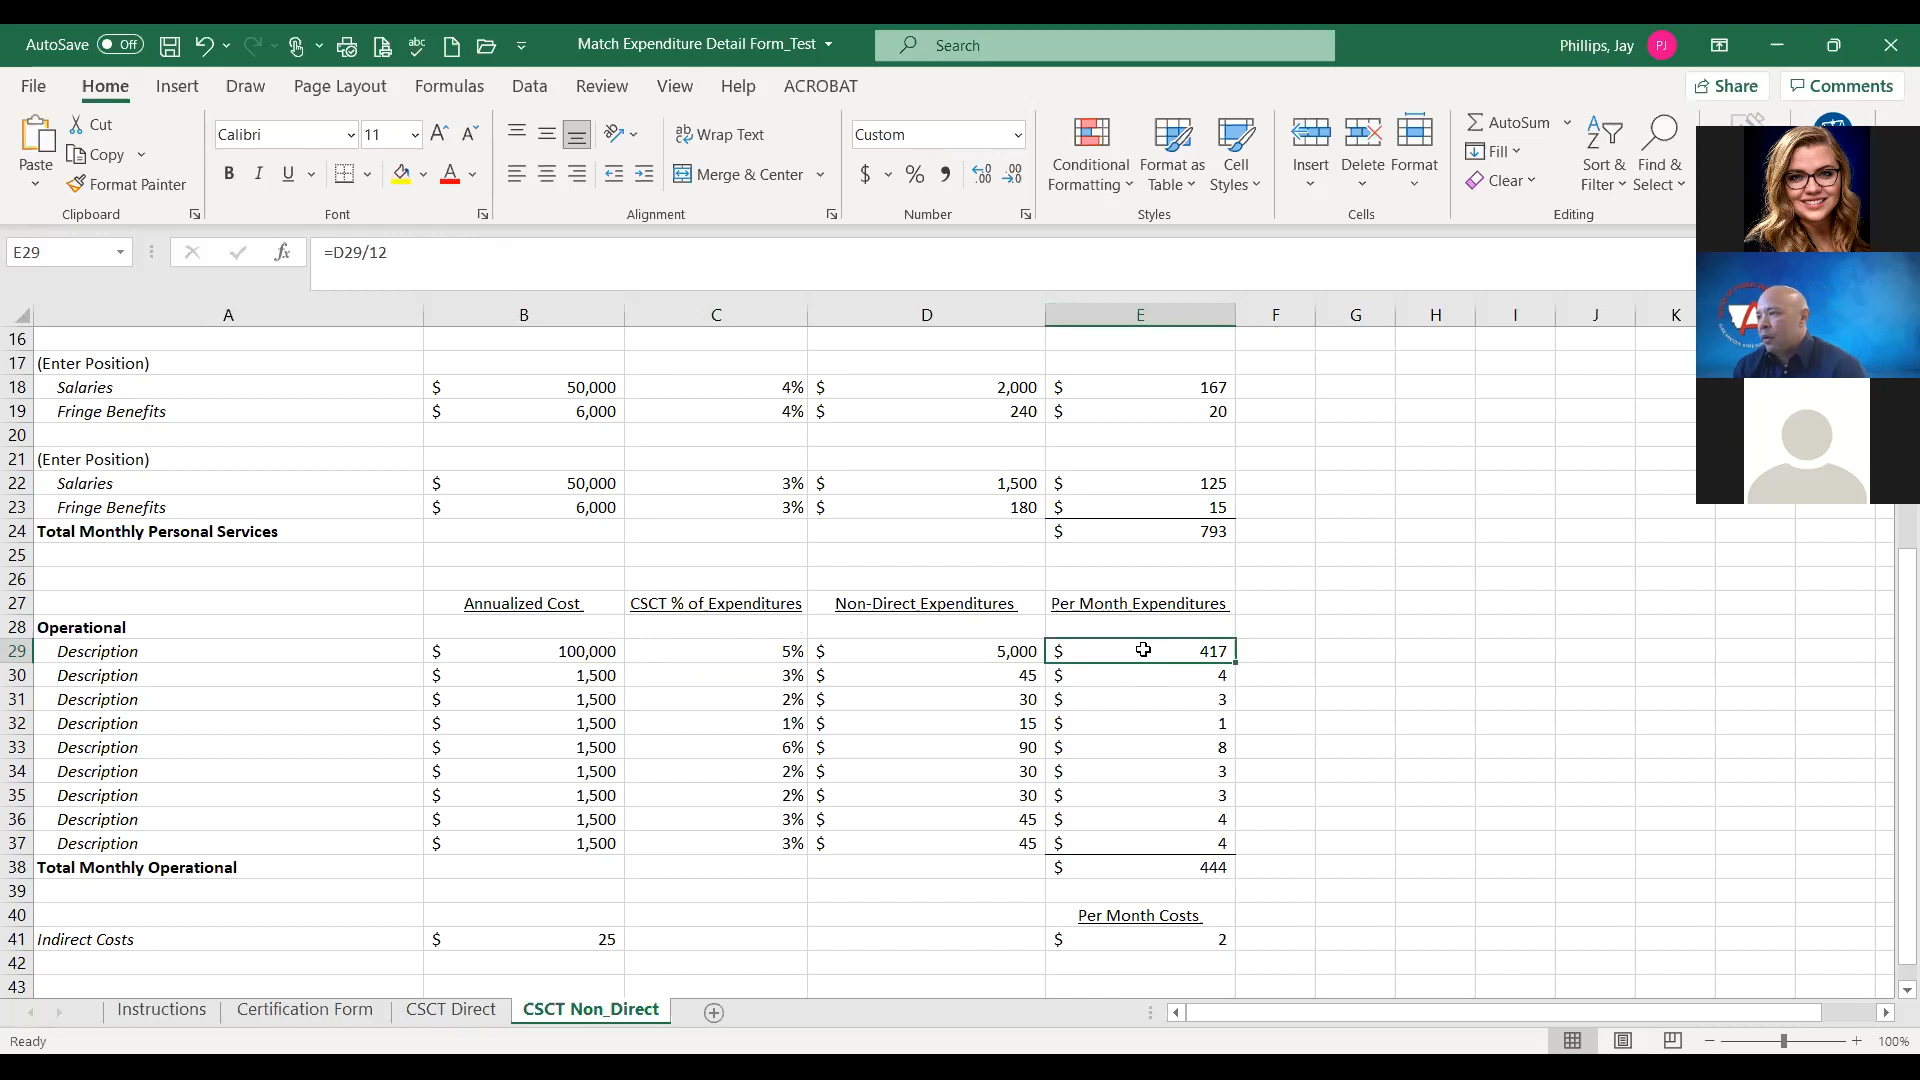 AutoSave Off Match Expenditure Detail Form_Test Search Phillips, Jay PJ
File Home Insert Draw Page Layout Formulas Data Review View Help ACROBAT Share Comments
Paste Cut Copy Format Painter Clipboard
Calibri 11 A A B I U A Font
ab Wrap Text Merge & Center Alignment
Custom $ % Number
Conditional Formatting Format as Table Cell Styles Styles
Insert Delete Format Cells
AutoSum Fill Clear Sort & Filter Find & Select Editing
E29 fx =D29/12
A B C D E F G H I J K
16
17 (Enter Position)
18 Salaries $ 50,000 4% $ 2,000 $ 167
19 Fringe Benefits $ 6,000 4% $ 240 $ 20
20
21 (Enter Position)
22 Salaries $ 50,000 3% $ 1,500 $ 125
23 Fringe Benefits $ 6,000 3% $ 180 $ 15
24 Total Monthly Personal Services $ 793
25
26
27 Annualized Cost CSCT % of Expenditures Non-Direct Expenditures Per Month Expenditures
28 Operational
29 Description $ 100,000 5% $ 5,000 $ 417
30 Description $ 1,500 3% $ 45 $ 4
31 Description $ 1,500 2% $ 30 $ 3
32 Description $ 1,500 1% $ 15 $ 1
33 Description $ 1,500 6% $ 90 $ 8
34 Description $ 1,500 2% $ 30 $ 3
35 Description $ 1,500 2% $ 30 $ 3
36 Description $ 1,500 3% $ 45 $ 4
37 Description $ 1,500 3% $ 45 $ 4
38 Total Monthly Operational $ 444
39
40 Per Month Costs
41 Indirect Costs $ 25 $ 2
42
43
Instructions Certification Form CSCT Direct CSCT Non_Direct
Ready 100%